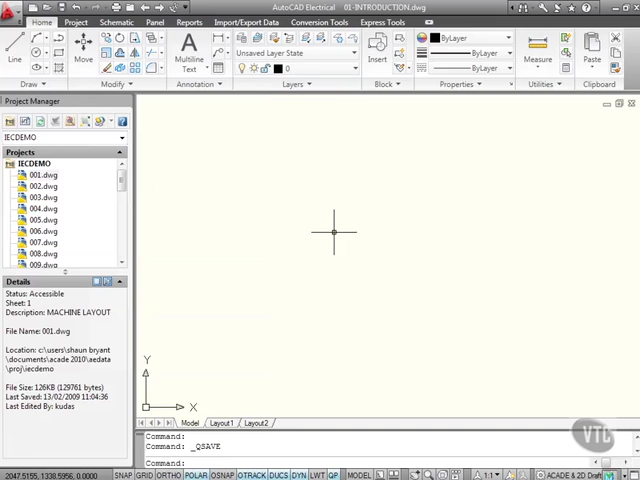 AutoCAD Electrical 01-INTRODUCTION.dwg
Home Project Schematic Panel Reports Import/Export Data Conversion Tools Express Tools
Line
Move
Multiline
Text
Unsaved Layer State
0
Insert
ByLayer
ByLayer
ByLayer
Measure
Paste
Draw Modify Annotation Layers Block Properties Utilities Clipboard
Project Manager
IECDEMO
Projects
IECDEMO
001.dwg
002.dwg
003.dwg
004.dwg
005.dwg
006.dwg
007.dwg
008.dwg
009.dwg
Details
Status: Accessible
Sheet: 1
Description: MACHINE LAYOUT
File Name: 001.dwg
Location: c:\users\shaun bryant
\documents\acade 2010\aedata
\proj\iecdemo
File Size: 126KB (129761 bytes)
Last Saved: 13/02/2009 11:04:36
Last Edited By: kudas
Y
X
Model Layout1 Layout2
Command:
Command: _QSAVE
Command:
VTC
2047.5155, 1338.5956, 0.0000 SNAP GRID ORTHO POLAR OSNAP OTRACK DUCS DYN LWT QP MODEL 1:1 ACADE & 2D Draft